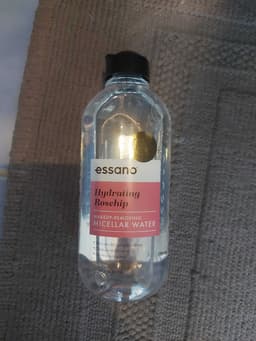 essano
Hydrating
Rosehip
MAKEUP-REMOVING
MICELLAR WATER